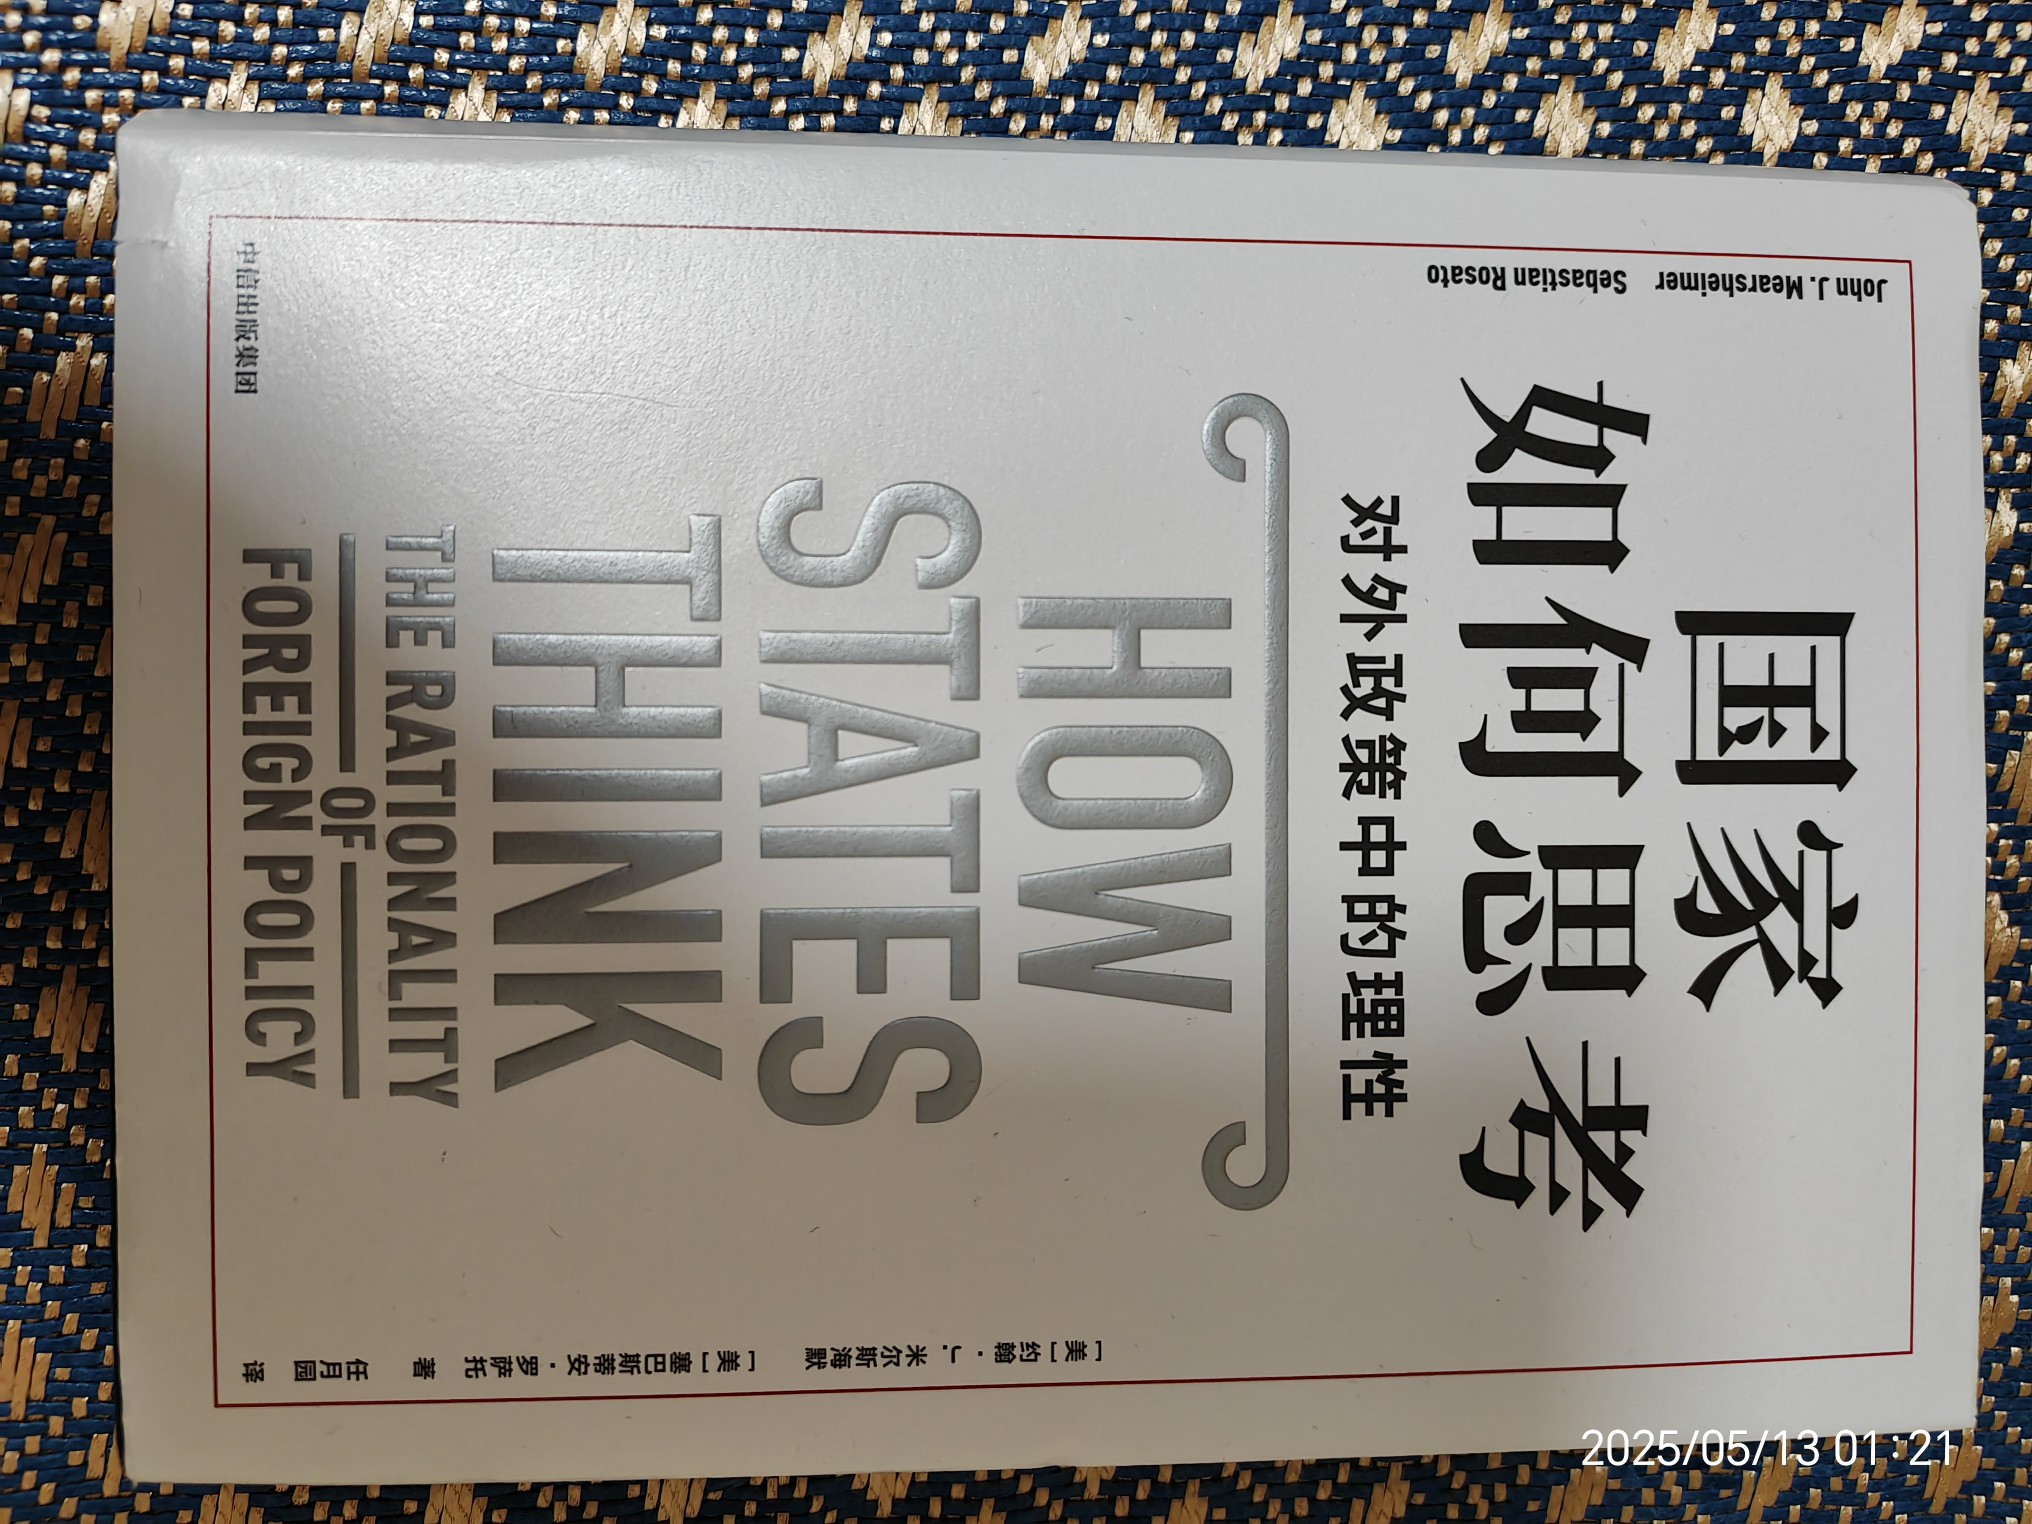 John J. Mearsheimer Sebastian Rosato
国家
如何思考
对外政策中的理性
HOW
STATES
THINK
THE RATIONALITY
OF
FOREIGN POLICY
[美]约翰·J. 米尔斯海默 [美]塞巴斯蒂安·罗萨托 著 任月圆 译
中信出版集团
2025/05/13 01:21